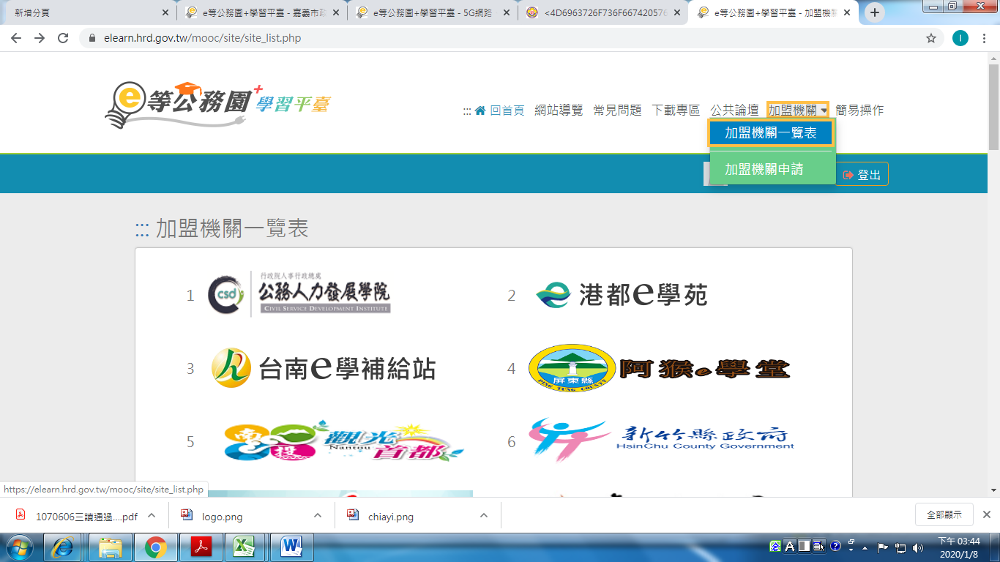 新增分頁
e等公務園+學習平臺 - 嘉義市政
e等公務園+學習平臺 - 5G網路
<4D6963726F736F667420576
e等公務園+學習平臺 - 加盟機關
elearn.hrd.gov.tw/mooc/site/site_list.php
I
e等公務園+學習平臺
::: 回首頁 網站導覽 常見問題 下載專區 公共論壇 加盟機關 簡易操作
加盟機關一覽表
加盟機關申請
登出
::: 加盟機關一覽表
1
csd
行政院人事行政總處
公務人力發展學院
CIVIL SERVICE DEVELOPMENT INSTITUTE
2
港都e學苑
3
台南e學補給站
4
屏東縣
PING TUNG COUNTY
阿猴e學堂
5
觀光首都
Nantou
6
新竹縣政府
HsinChu County Government
https://elearn.hrd.gov.tw/mooc/site/site_list.php
1070606三讀通過....pdf
logo.png
chiayi.png
全部顯示
下午 03:44
2020/1/8